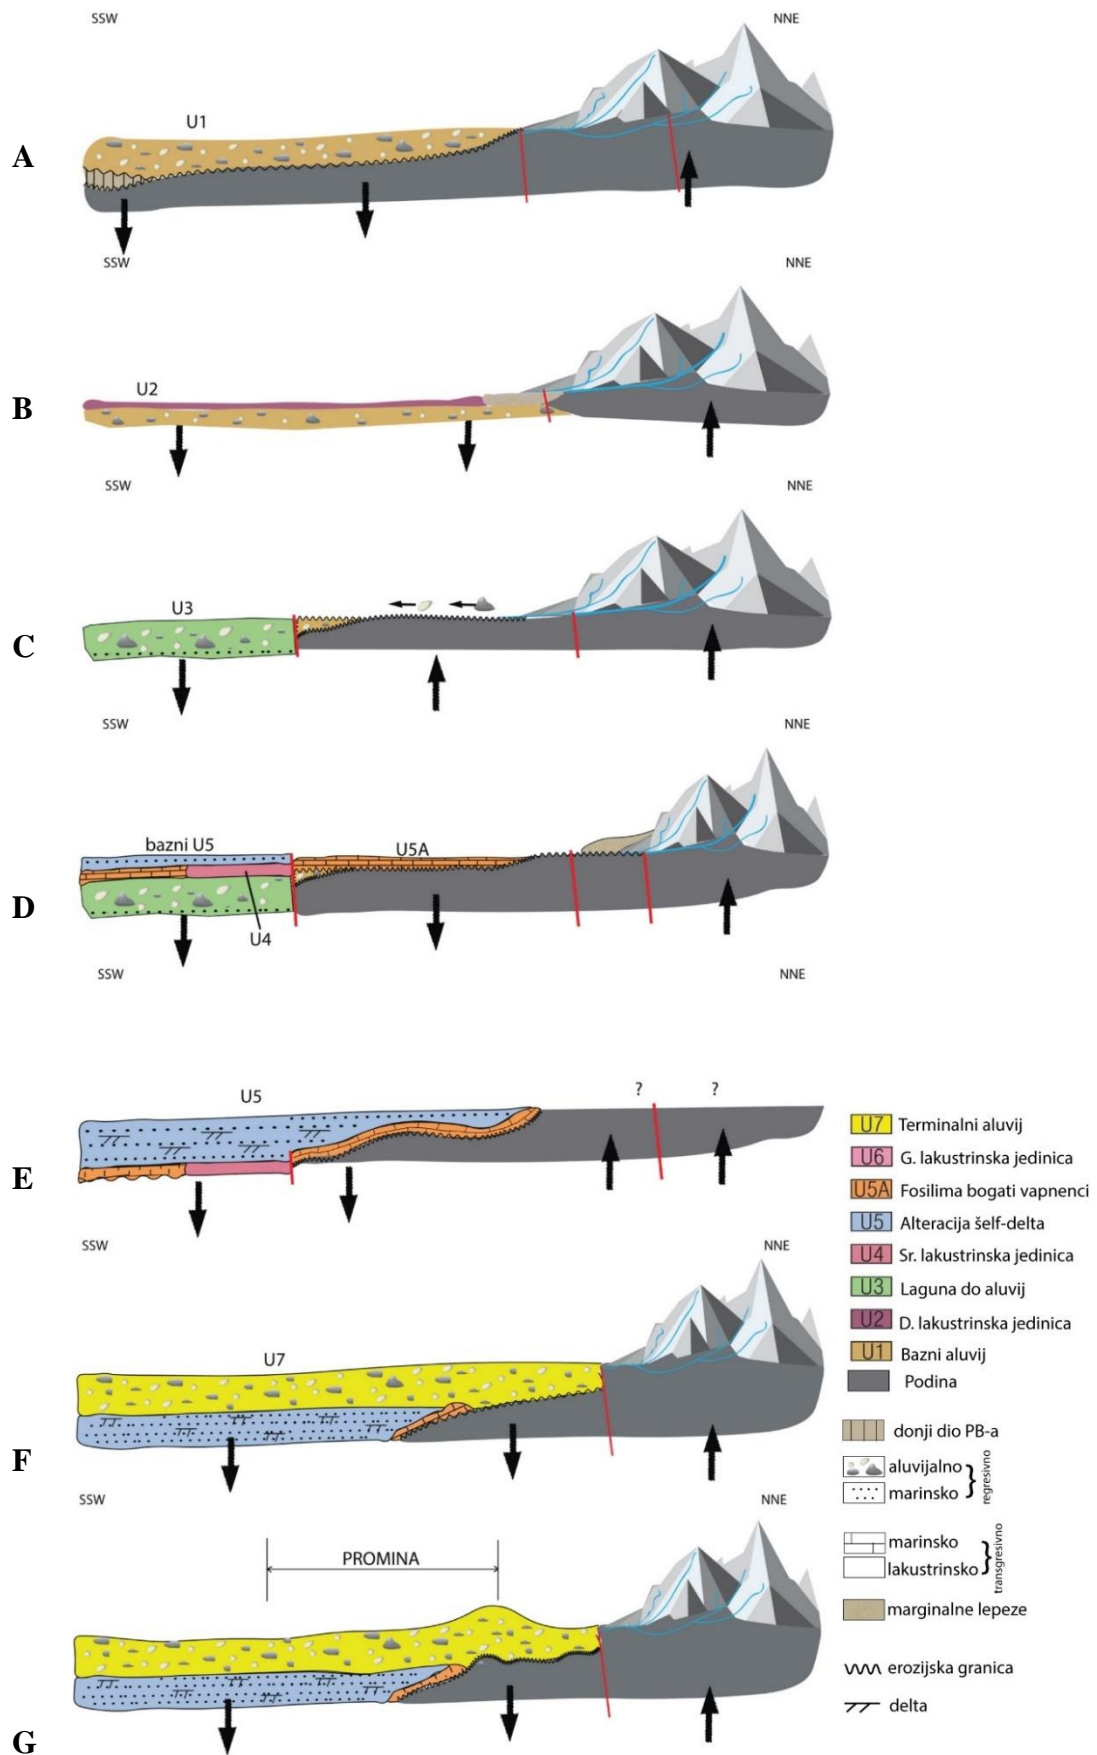 SSW NNE
U1
A
SSW NNE
U2
B
SSW NNE
U3
C
SSW NNE
bazni U5
U5A
D
U4
SSW NNE
U5
? ?
E
SSW NNE
U7
F
SSW NNE
PROMINA
G
U7 Terminalni aluvij
U6 G. lakustrinska jedinica
U5A Fosilima bogati vapnenci
U5 Alteracija šelf-delta
U4 Sr. lakustrinska jedinica
U3 Laguna do aluvij
U2 D. lakustrinska jedinica
U1 Bazni aluvij
Podina
donji dio PB-a
aluvijalno
marinsko
regresivno
marinsko
lakustrinsko
transgresivno
marginalne lepeze
erozijska granica
delta